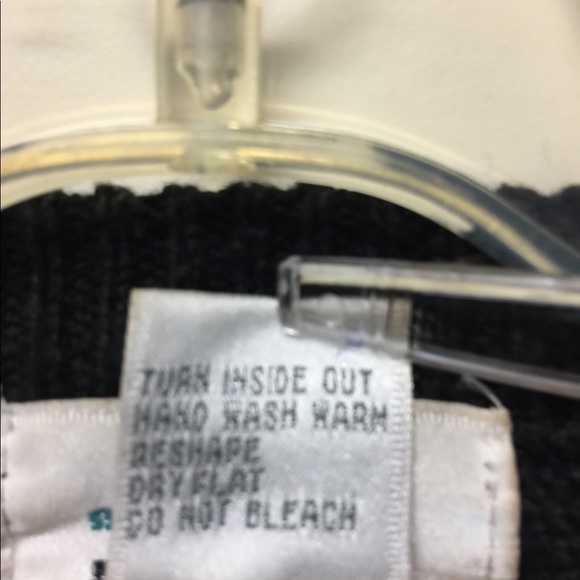 TURN INSIDE OUT
HAND WASH WARM
RESHAPE
DRY FLAT
DO NOT BLEACH